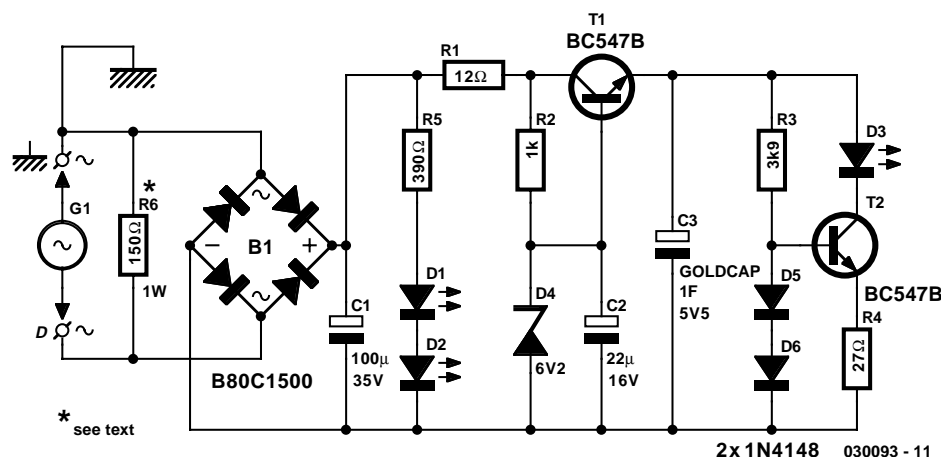 T1
BC547B
R1
12Ω
R5
390Ω
R2
1k
R3
3k9
D3
T2
BC547B
R4
27Ω
G1
*
R6
150Ω
1W
D
B1
B80C1500
C1
100μ
35V
D1
D2
D4
6V2
C2
22μ
16V
C3
GOLDCAP
1F
5V5
D5
D6
* see text
2x 1N4148
030093 - 11